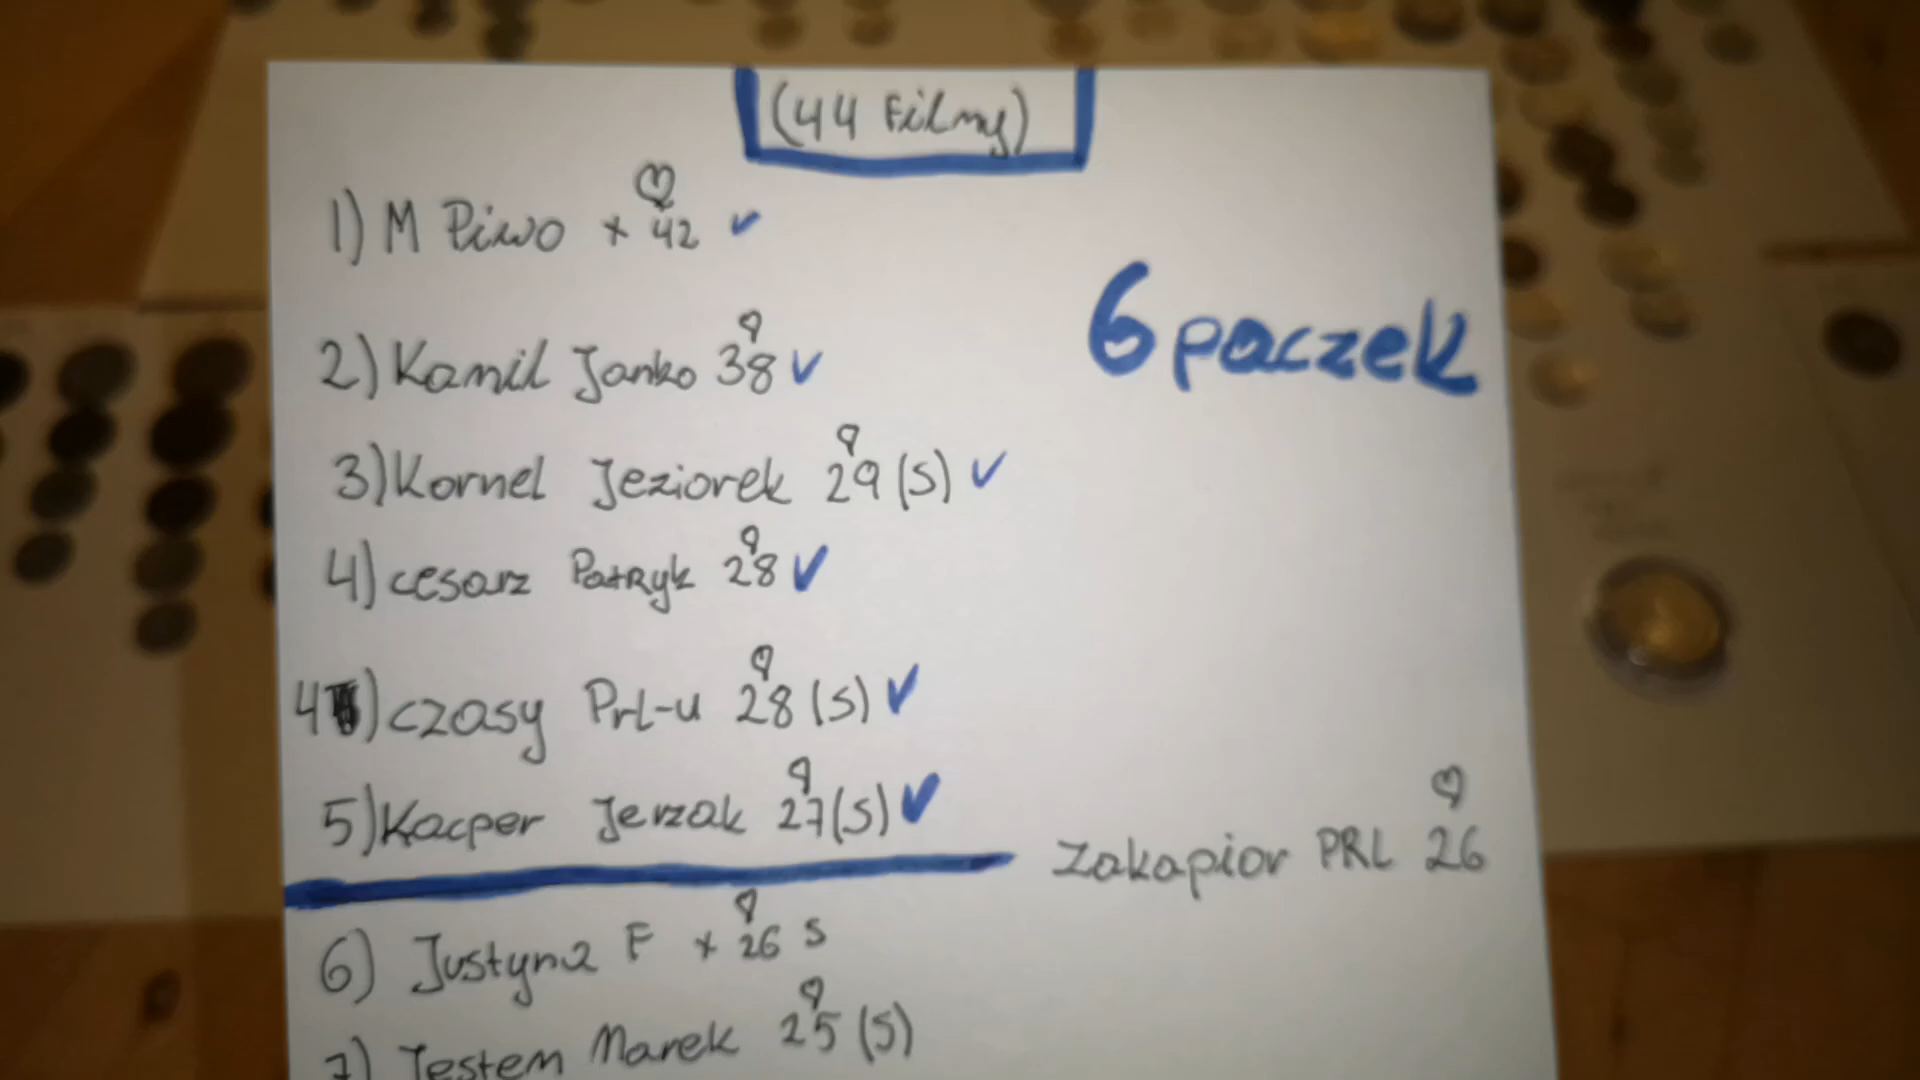 (44 Filmy)
1) M Piwo + ♡ 42 ✓
6 paczek
2) Kamil Janko ♡ 38 ✓
3) Kornel Jeziorek ♡ 29 (S) ✓
4) cesarz Patryk ♡ 28 ✓
4) czasy Prl-u ♡ 28 (S) ✓
5) Kacper Jerzak ♡ 27 (S) ✓
Zakapior PRL ♡ 26
6) Justyna F + ♡ 26 S
7) Jestem Marek ♡ 25 (S)